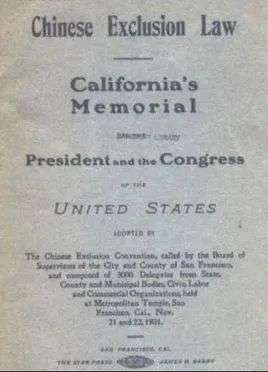 Chinese Exclusion Law
California's
Memorial
President and the Congress
OF THE
UNITED STATES
ADOPTED BY
The Chinese Exclusion Convention, called by the Board of
Supervisors of the City and County of San Francisco,
and composed of 3000 Delegates from State,
County and Municipal Bodies, Civic, Labor
and Commercial Organizations, held
at Metropolitan Temple, San
Francisco, Cal., Nov.
21 and 22, 1901.
SAN FRANCISCO, CAL.
THE STAR PRESS
JAMES H. BARRY